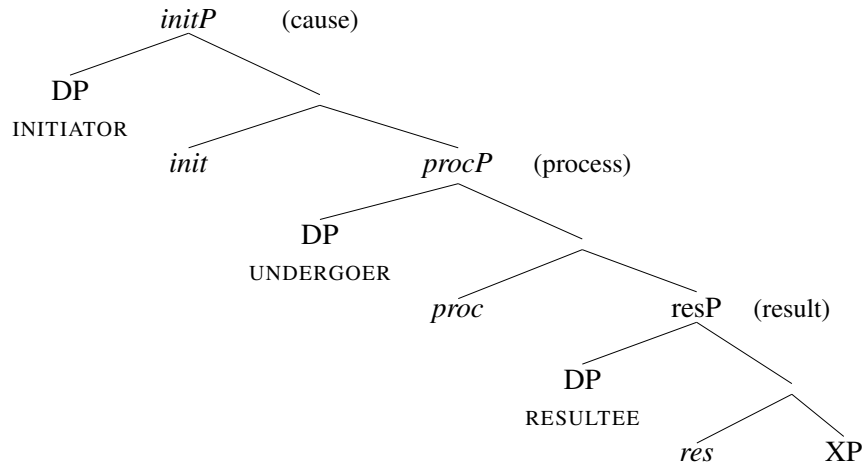 initP (cause)
DP
INITIATOR
init procP (process)
DP
UNDERGOER
proc resP (result)
DP
RESULTEE
res XP